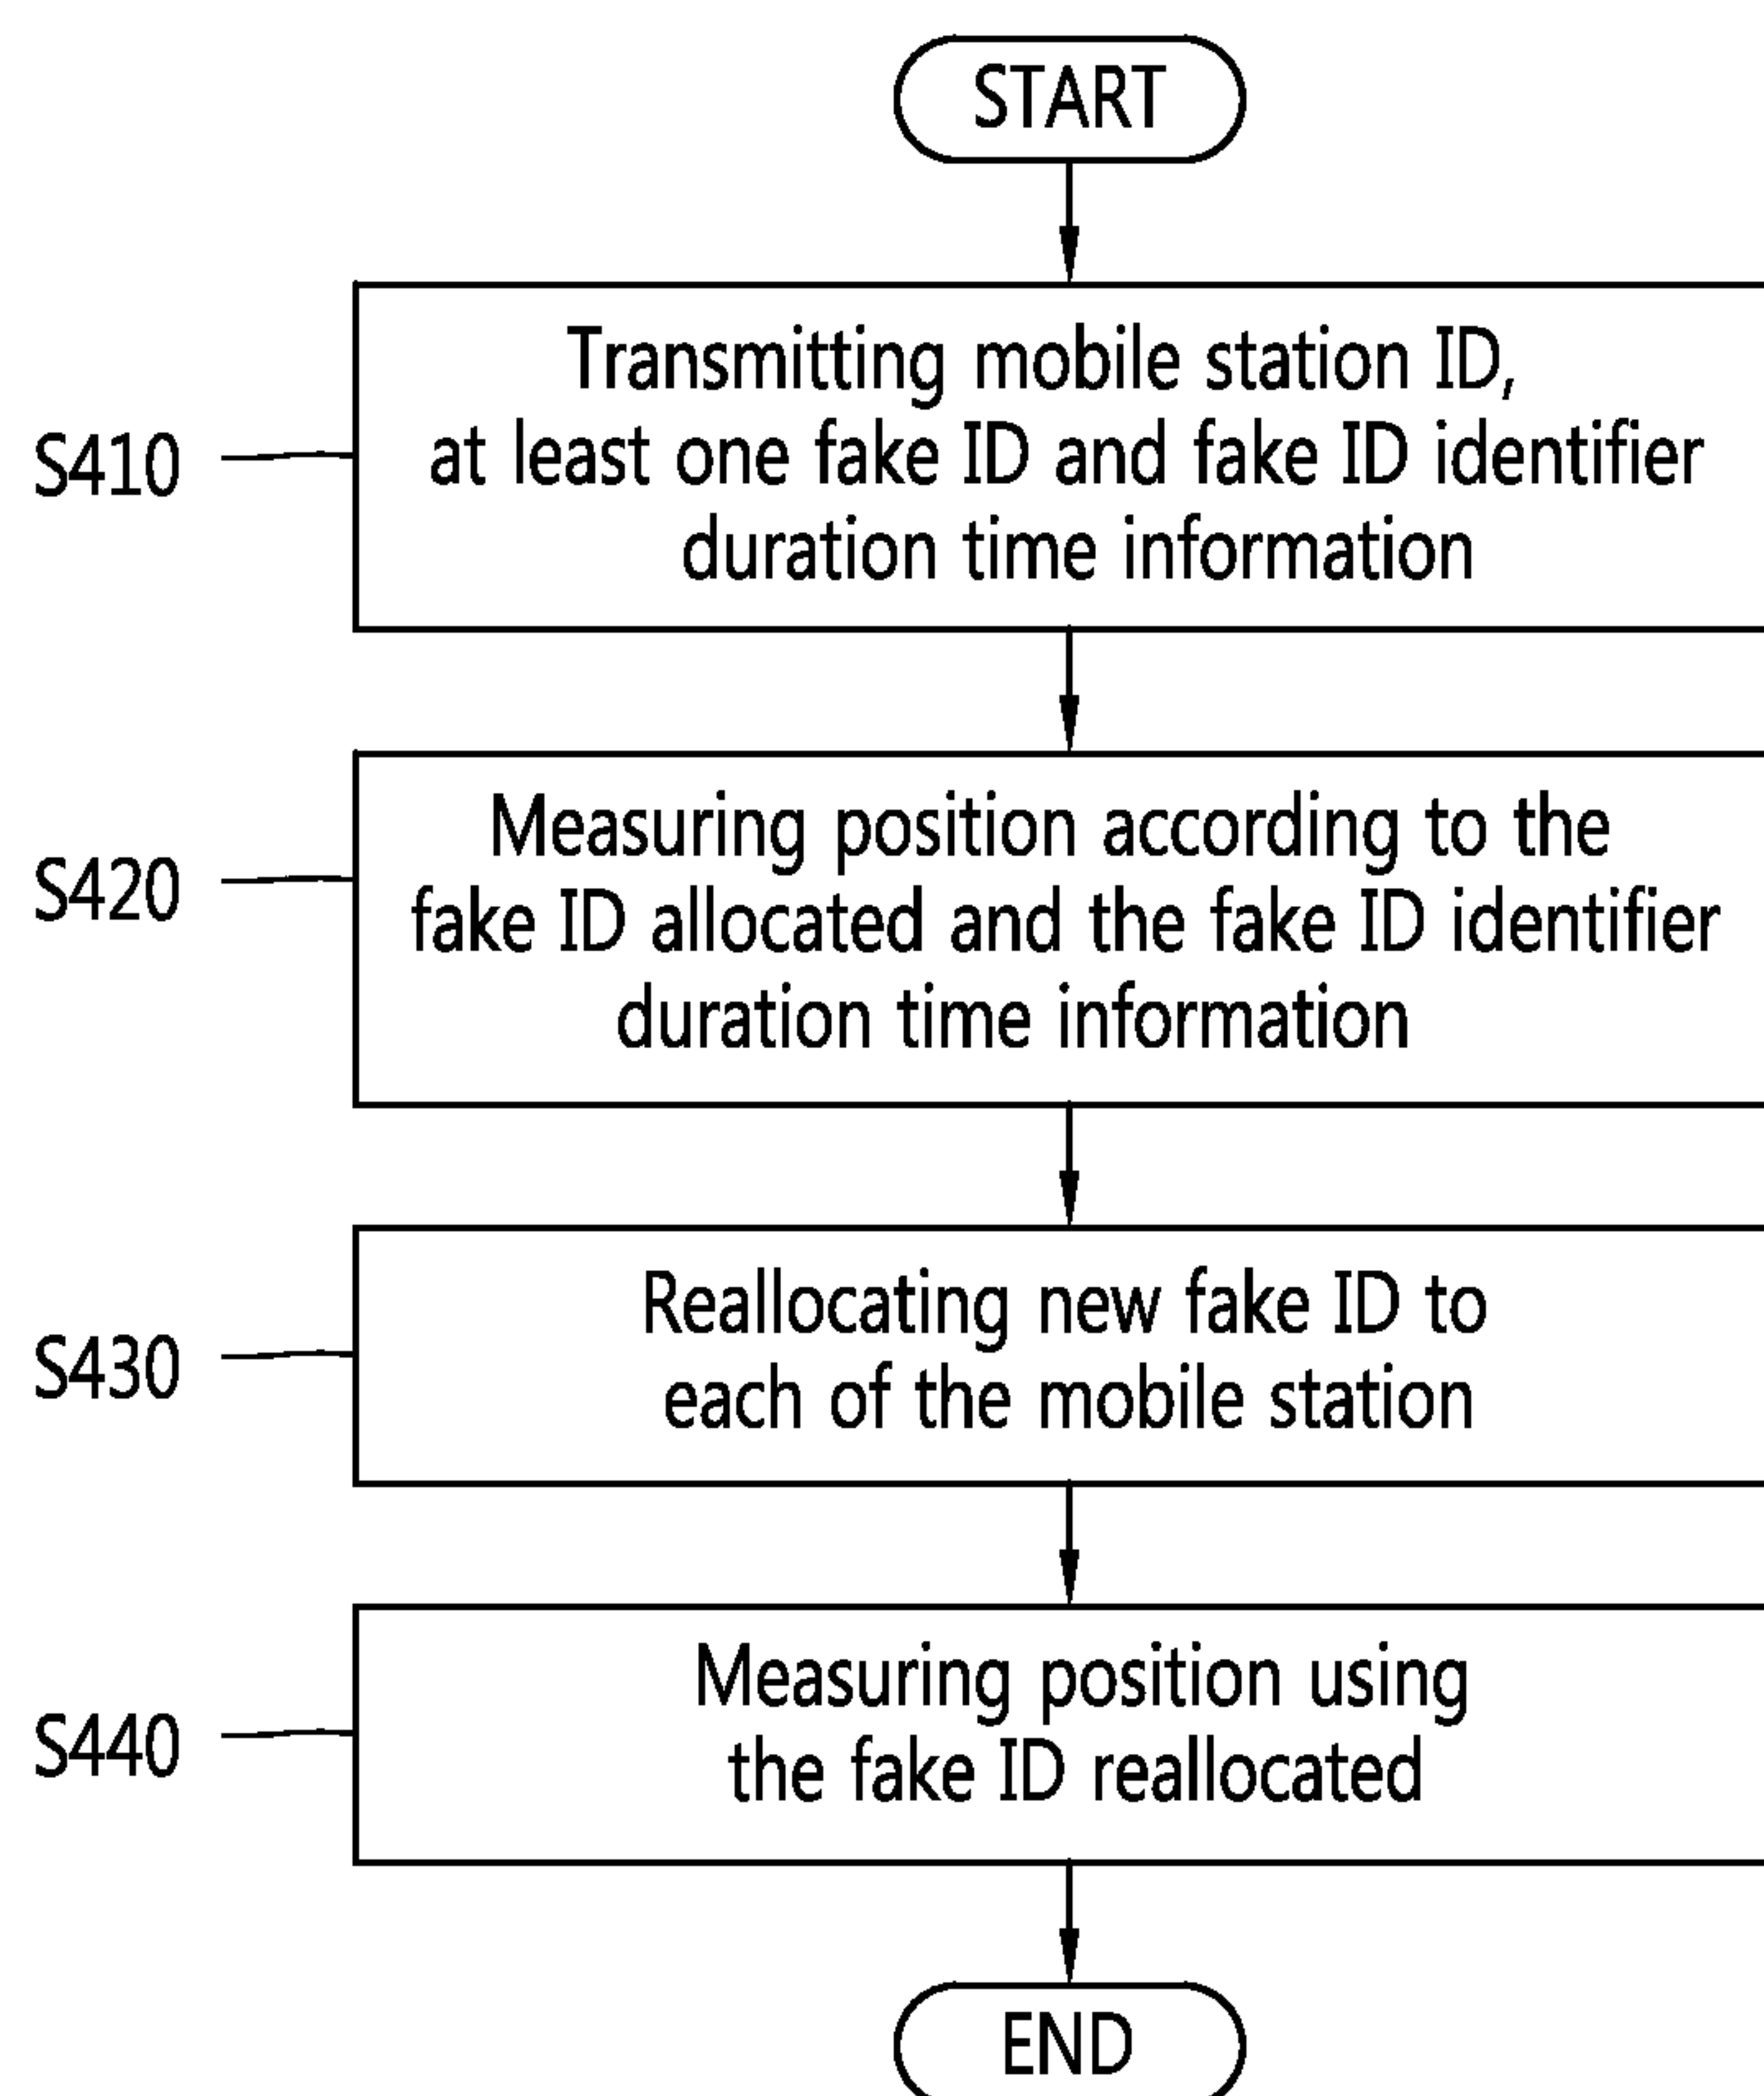 START
Transmitting mobile station ID,
at least one fake ID and fake ID identifier
duration time information
S410
Measuring position according to the
fake ID allocated and the fake ID identifier
duration time information
S420
Reallocating new fake ID to
each of the mobile station
S430
Measuring position using
the fake ID reallocated
S440
END